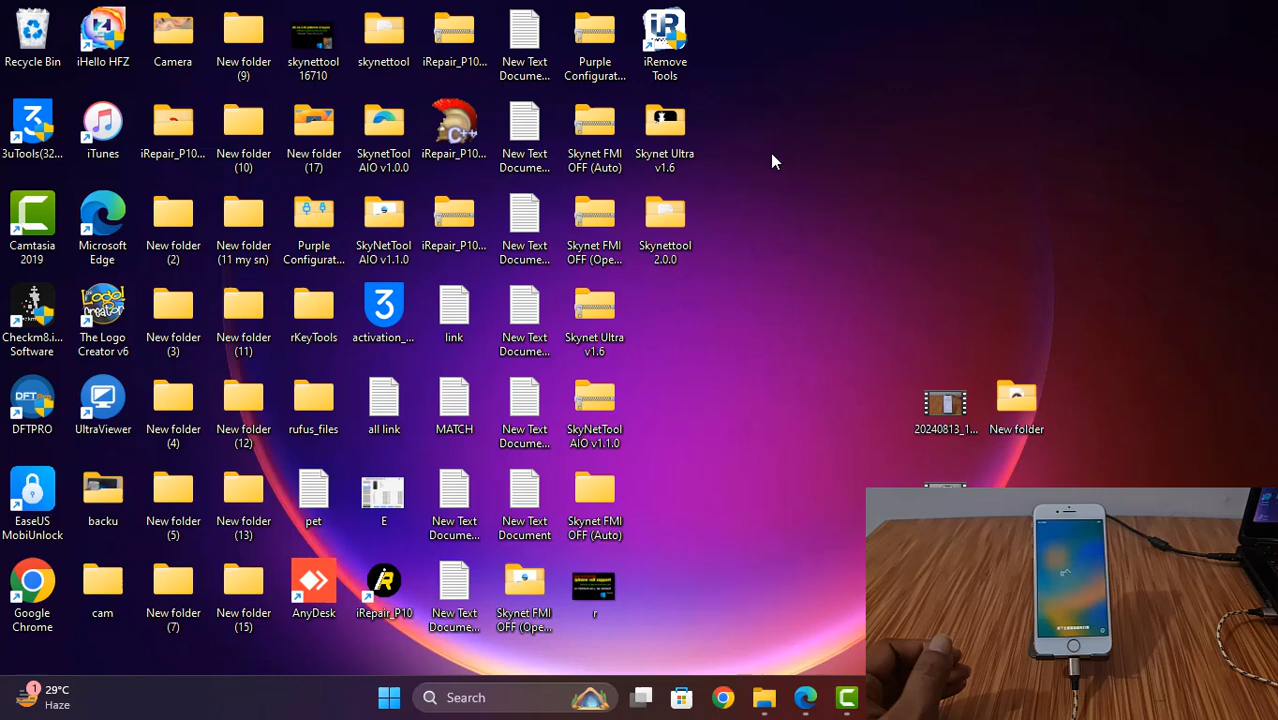 Recycle Bin
iHello HFZ
Camera
New folder
(9)
skynettool
16710
skynettool
iRepair_P10...
New Text
Docume...
Purple
Configurat...
iRemove
Tools
3uTools(32...
iTunes
iRepair_P10...
New folder
(10)
New folder
(17)
SkynetTool
AIO v1.0.0
iRepair_P10...
New Text
Docume...
Skynet FMI
OFF (Auto)
Skynet Ultra
v1.6
Camtasia
2019
Microsoft
Edge
New folder
(2)
New folder
(11 my sn)
Purple
Configurat...
SkyNetTool
AIO v1.1.0
iRepair_P10...
New Text
Docume...
Skynet FMI
OFF (Ope...
Skynettool
2.0.0
Checkm8.i...
Software
The Logo
Creator v6
New folder
(3)
New folder
(11)
rKeyTools
activation_...
link
New Text
Docume...
Skynet Ultra
v1.6
DFTPRO
UltraViewer
New folder
(4)
New folder
(12)
rufus_files
all link
MATCH
New Text
Docume...
SkyNetTool
AIO v1.1.0
20240813_1...
New folder
EaseUS
MobiUnlock
backu
New folder
(5)
New folder
(13)
pet
E
New Text
Docume...
New Text
Document
Skynet FMI
OFF (Auto)
Google
Chrome
cam
New folder
(7)
New folder
(15)
AnyDesk
iRepair_P10
New Text
Docume...
Skynet FMI
OFF (Ope...
r
1
29°C
Haze
Search